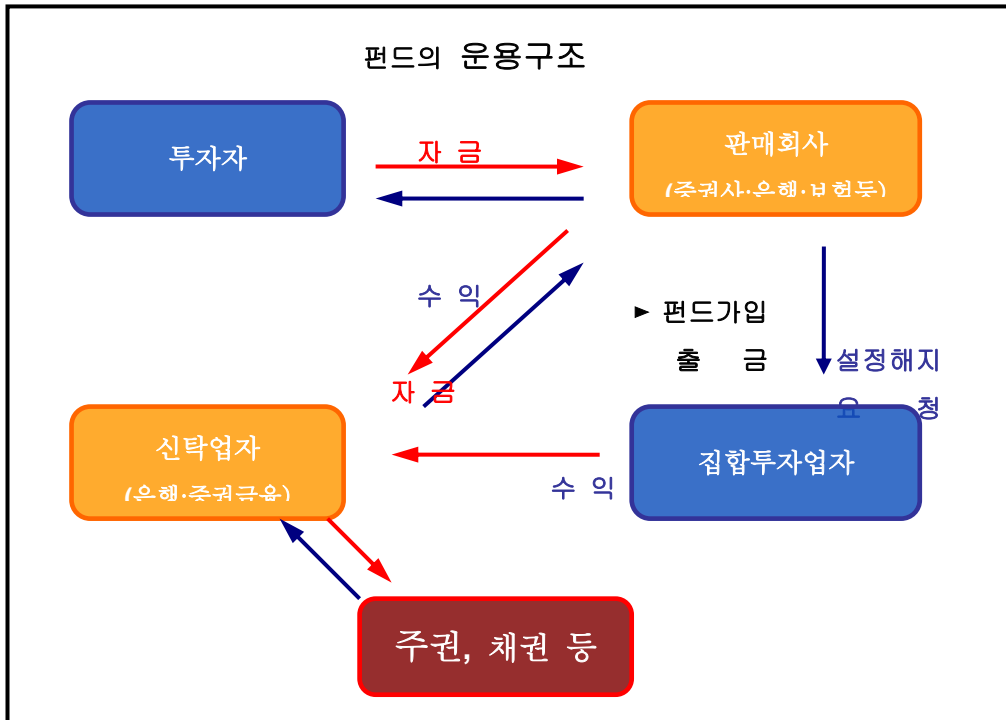 펀드의 운용구조
투자자
자 금
판매회사
(증권사·은행·보험등)
수 익
► 펀드가입
출 금
설정해지
요 청
자 금
신탁업자
(은행·증권금융)
집합투자업자
수 익
주권, 채권 등